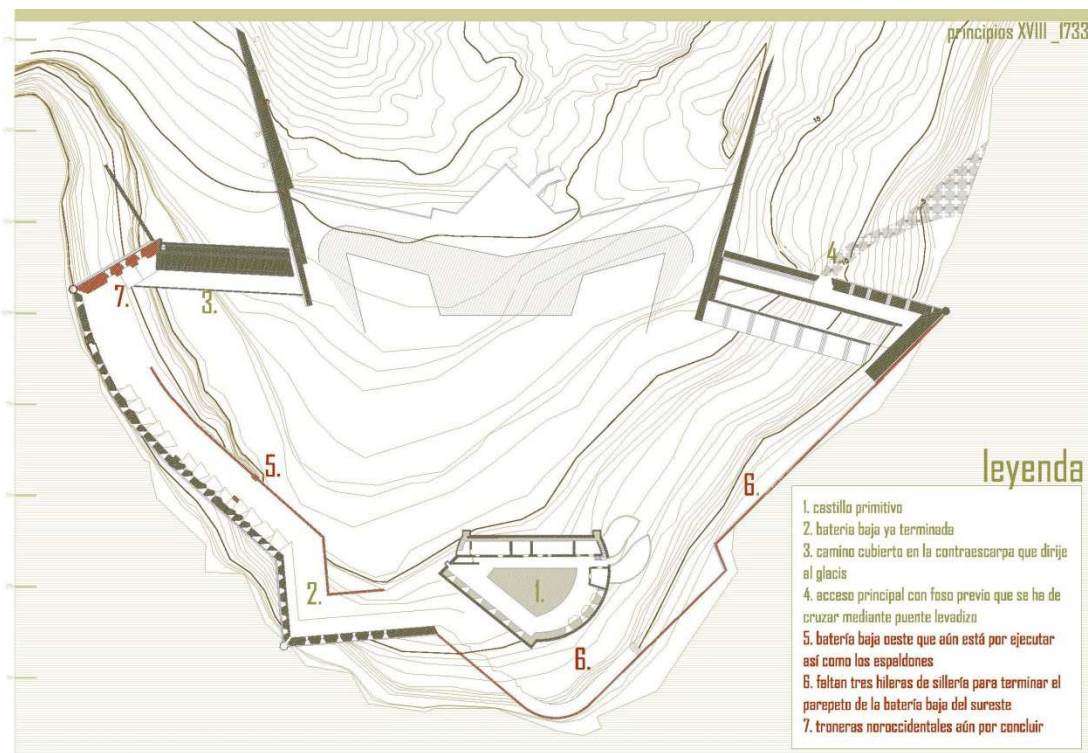 principios XVIII _1733
4.
7.
3.
5.
6.
2.
1.
6.
leyenda
1. castillo primitivo
2. batería baja ya terminada
3. camino cubierto en la contraescarpa que dirije
al glacis
4. acceso principal con foso previo que se ha de
cruzar mediante puente levadizo
5. batería baja oeste que aún está por ejecutar
así como los espaldones
6. faltan tres hileras de sillería para terminar el
parepeto de la batería baja del sureste
7. troneras noroccidentales aún por concluir